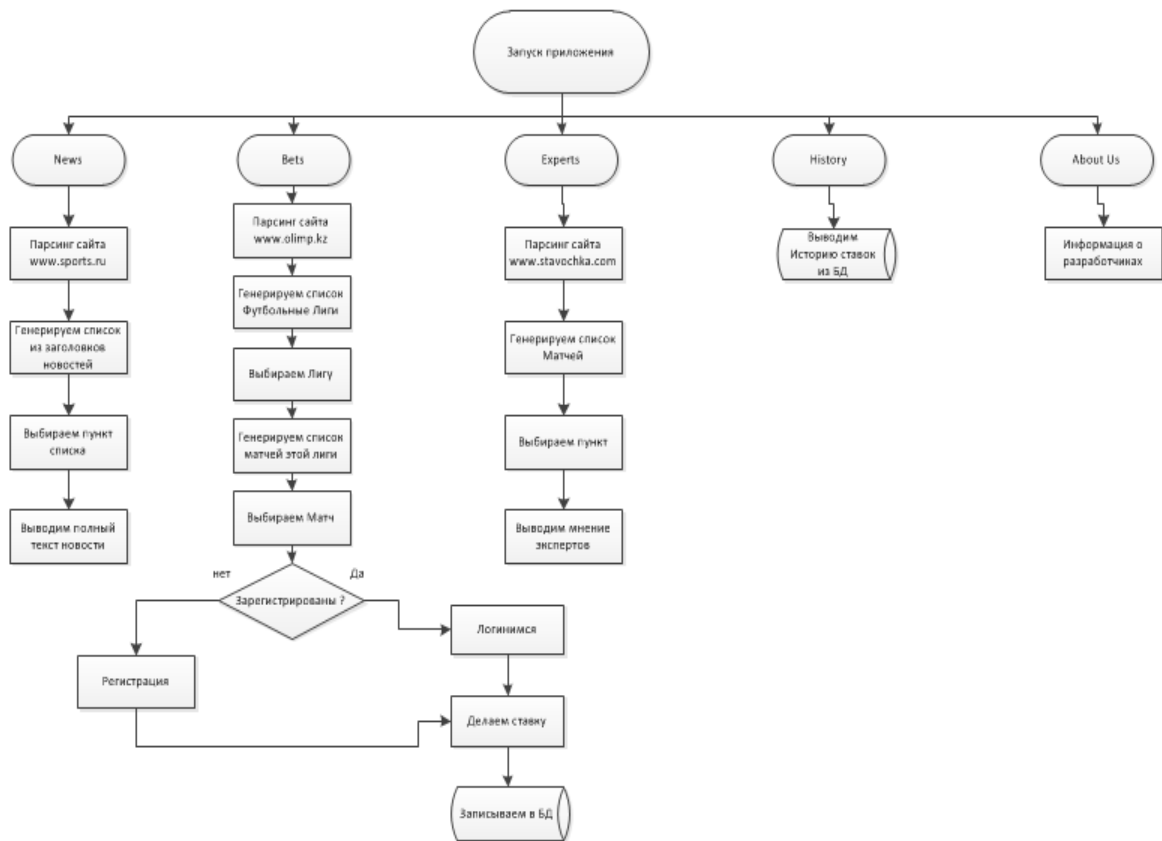 Запуск приложения
News
Bets
Experts
History
About Us
Парсинг сайта
www.sports.ru
Генерируем список
из заголовков
новостей
Выбираем пункт
списка
Выводим полный
текст новости
Парсинг сайта
www.olimp.kz
Генерируем список
Футбольные Лиги
Выбираем Лигу
Генерируем список
матчей этой лиги
Выбираем Матч
нет
Да
Зарегистрированы ?
Регистрация
Логинимся
Делаем ставку
Записываем в БД
Парсинг сайта
www.stavochka.com
Генерируем список
Матчей
Выбираем пункт
Выводим мнение
экспертов
Выводим
Историю ставок
из БД
Информация о
разработчиках